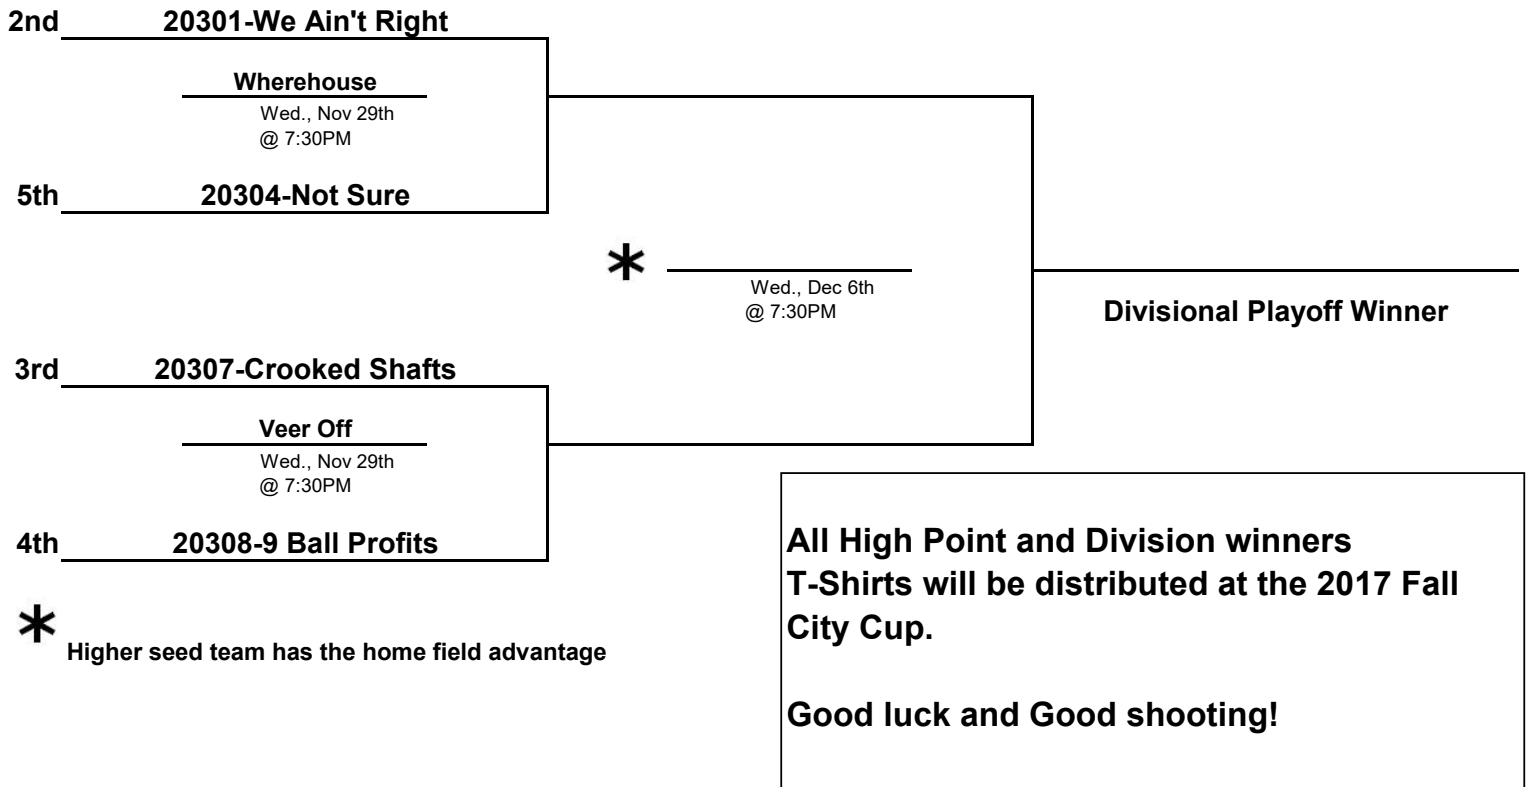 2nd 20301-We Ain't Right
Wherehouse
Wed., Nov 29th
@ 7:30PM
5th 20304-Not Sure
*
Wed., Dec 6th
@ 7:30PM
Divisional Playoff Winner
3rd 20307-Crooked Shafts
Veer Off
Wed., Nov 29th
@ 7:30PM
4th 20308-9 Ball Profits
* Higher seed team has the home field advantage
All High Point and Division winners
T-Shirts will be distributed at the 2017 Fall
City Cup.
Good luck and Good shooting!